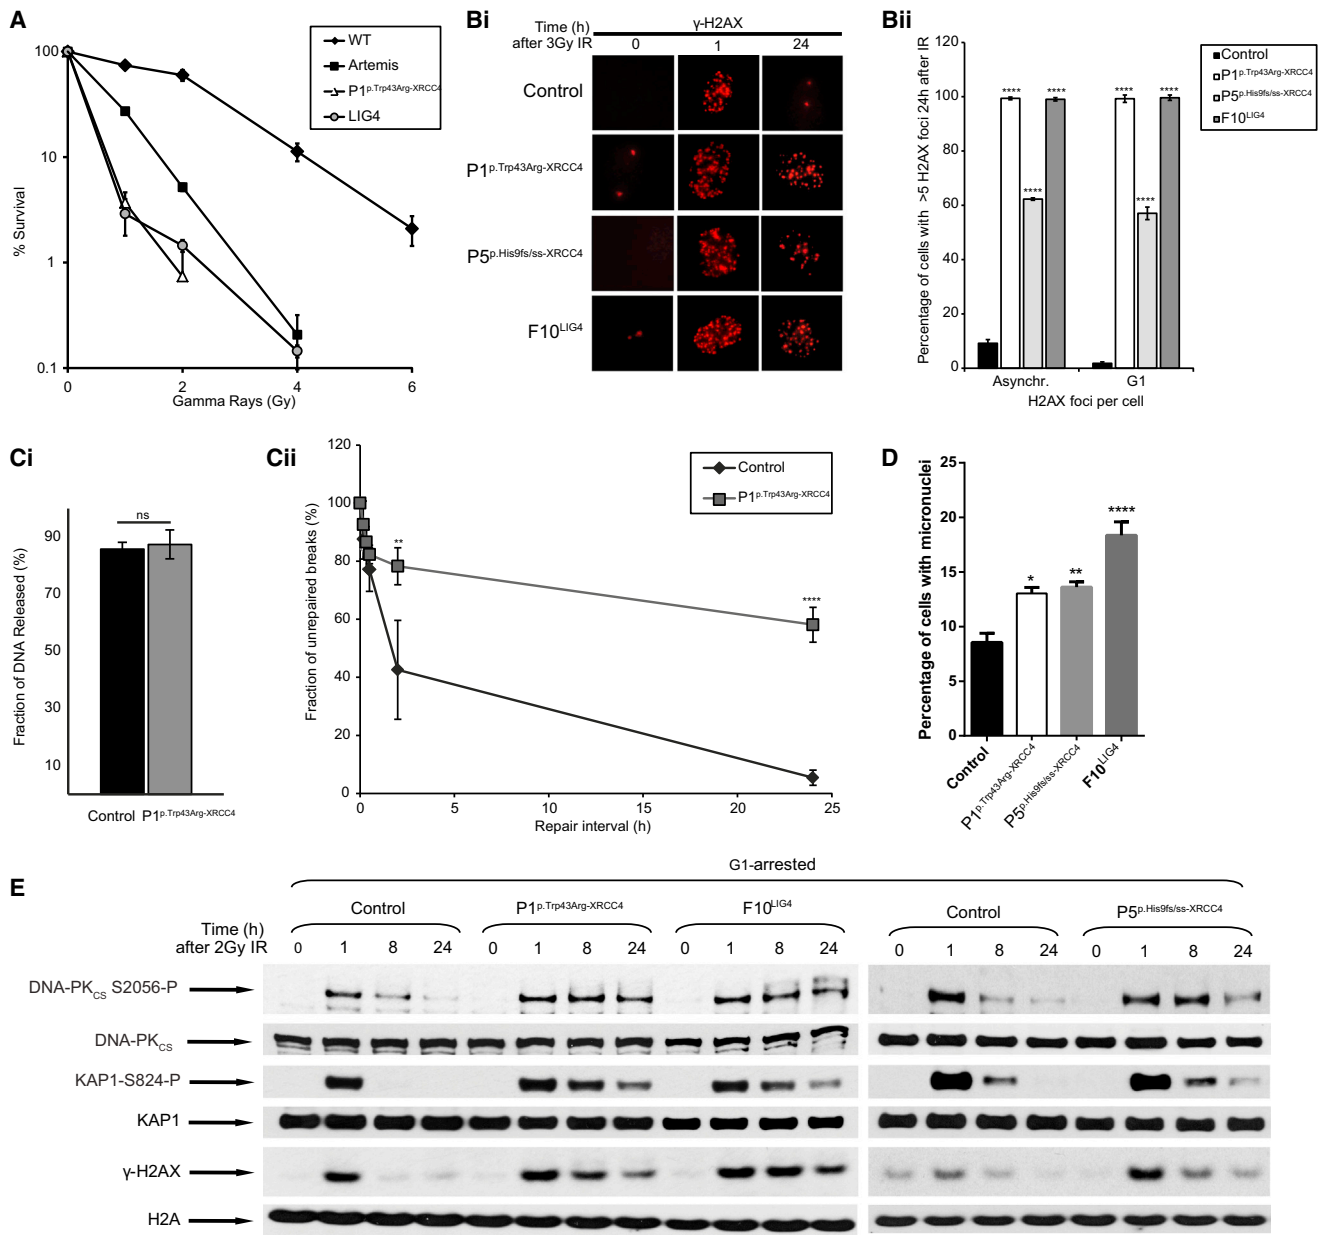 A
100
10
1
0.1
0
2
4
6
% Survival
Gamma Rays (Gy)
WT
Artemis
P1p.Trp43Arg-XRCC4
LIG4
Bi
Time (h)
after 3Gy IR
γ-H2AX
0 1 24
Control
P1p.Trp43Arg-XRCC4
P5p.His9fs/ss-XRCC4
F10LIG4
Bii
Percentage of cells with >5 H2AX foci 24h after IR
120
100
80
60
40
20
0
**** **** **** ****
****
****
Asynchr. G1
H2AX foci per cell
Control
P1p.Trp43Arg-XRCC4
P5p.His9fs/ss-XRCC4
F10LIG4
Ci
Fraction of DNA Released (%)
90
70
50
30
10
ns
Control P1p.Trp43Arg-XRCC4
Cii
Fraction of unrepaired breaks (%)
120
100
80
60
40
20
0
0 5 10 15 20 25
Repair interval (h)
**
****
Control
P1p.Trp43Arg-XRCC4
D
Percentage of cells with micronuclei
25
20
15
10
5
0
*
**
****
Control
P1p.Trp43Arg-XRCC4
P5p.His9fs/ss-XRCC4
F10LIG4
E
G1-arrested
Control P1p.Trp43Arg-XRCC4 F10LIG4 Control P5p.His9fs/ss-XRCC4
Time (h)
after 2Gy IR
0 1 8 24 0 1 8 24 0 1 8 24 0 1 8 24 0 1 8 24
DNA-PKCS S2056-P
DNA-PKCS
KAP1-S824-P
KAP1
γ-H2AX
H2A